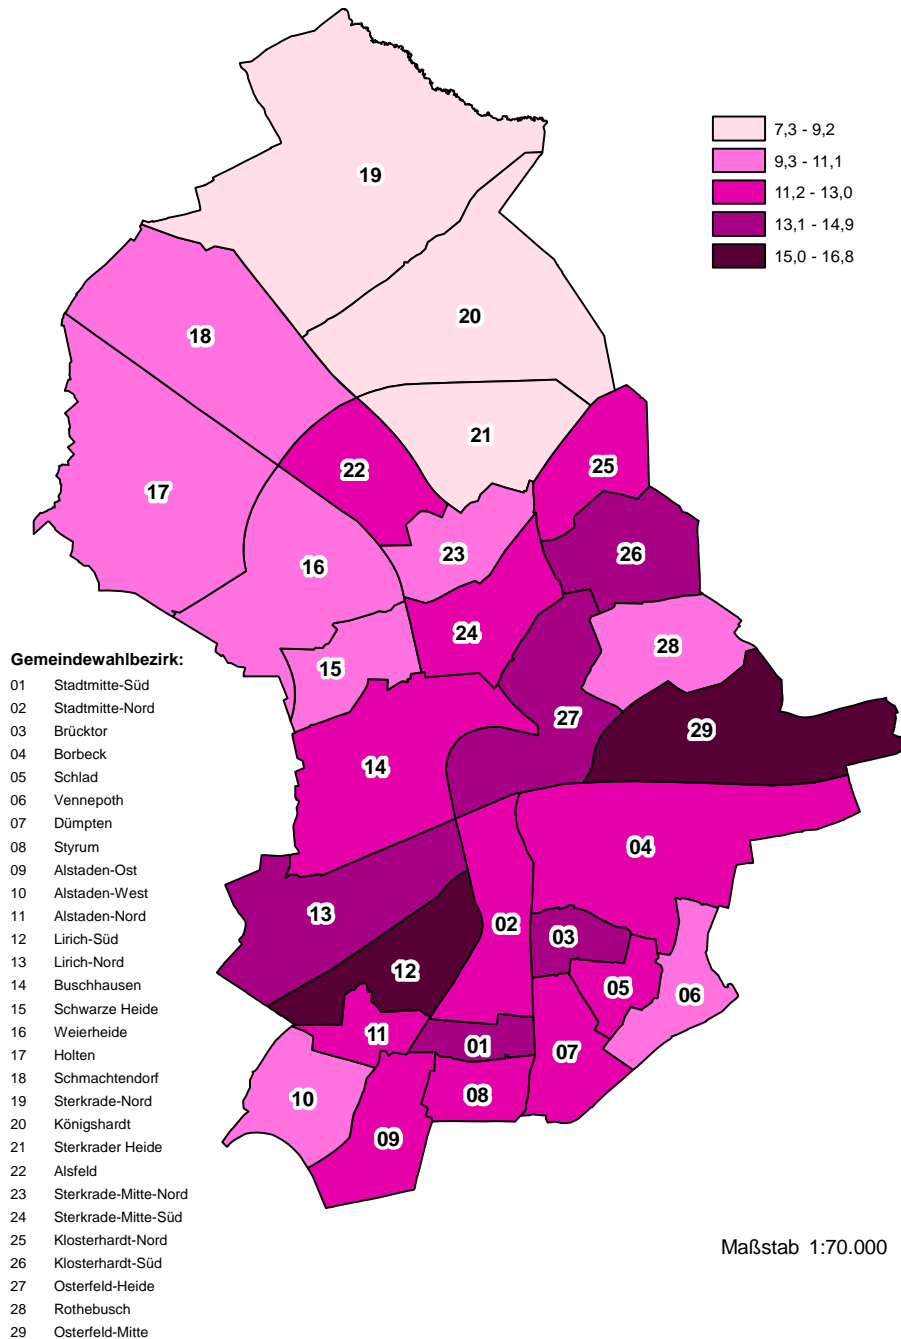 19
7,3 - 9,2
9,3 - 11,1
11,2 - 13,0
13,1 - 14,9
15,0 - 16,8
20
18
21
22
25
17
23
26
16
24
28
15
27
29
14
04
13
02
03
12
05
06
11
01
07
10
08
09
Gemeindewahlbezirk:
01 Stadtmitte-Süd
02 Stadtmitte-Nord
03 Brücktor
04 Borbeck
05 Schlad
06 Vennepoth
07 Dümpten
08 Styrum
09 Alstaden-Ost
10 Alstaden-West
11 Alstaden-Nord
12 Lirich-Süd
13 Lirich-Nord
14 Buschhausen
15 Schwarze Heide
16 Weierheide
17 Holten
18 Schmachtendorf
19 Sterkrade-Nord
20 Königshardt
21 Sterkrader Heide
22 Alsfeld
23 Sterkrade-Mitte-Nord
24 Sterkrade-Mitte-Süd
25 Klosterhardt-Nord
26 Klosterhardt-Süd
27 Osterfeld-Heide
28 Rothebusch
29 Osterfeld-Mitte
Maßstab 1:70.000